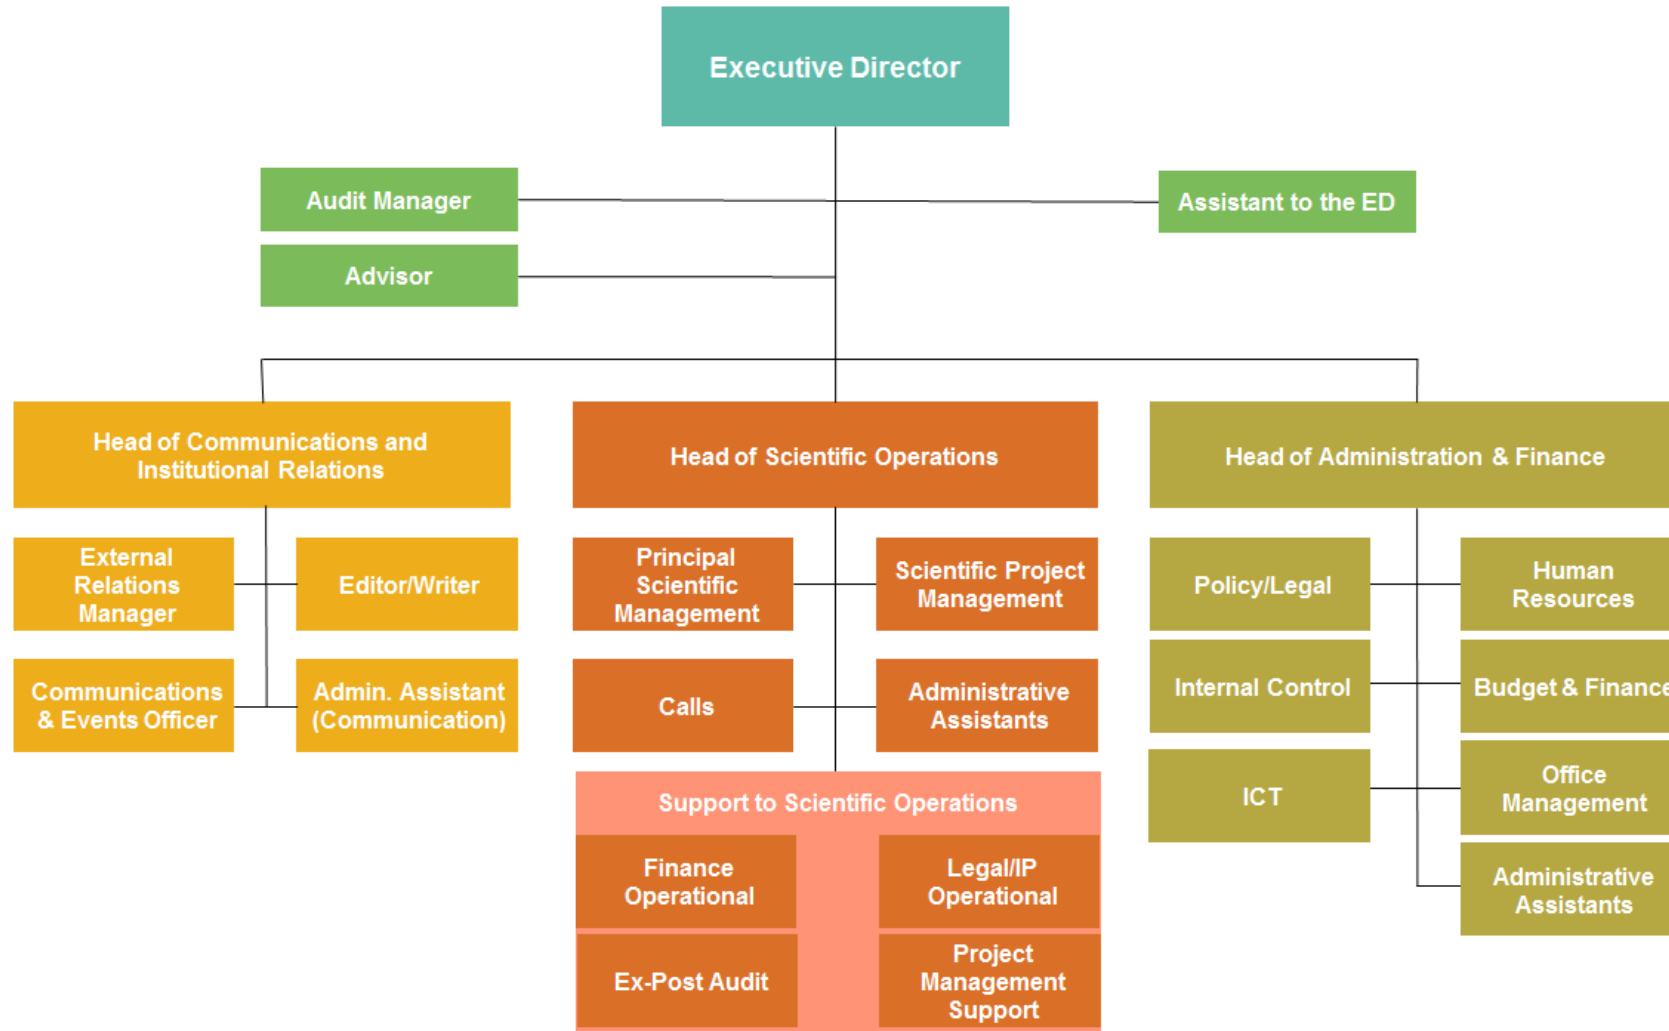 Executive Director
Audit Manager
Assistant to the ED
Advisor
Head of Communications and
Institutional Relations
Head of Scientific Operations
Head of Administration & Finance
External
Relations
Manager
Editor/Writer
Communications
& Events Officer
Admin. Assistant
(Communication)
Principal
Scientific
Management
Scientific Project
Management
Calls
Administrative
Assistants
Support to Scientific Operations
Finance
Operational
Legal/IP
Operational
Ex-Post Audit
Project
Management
Support
Policy/Legal
Human
Resources
Internal Control
Budget & Finance
ICT
Office
Management
Administrative
Assistants